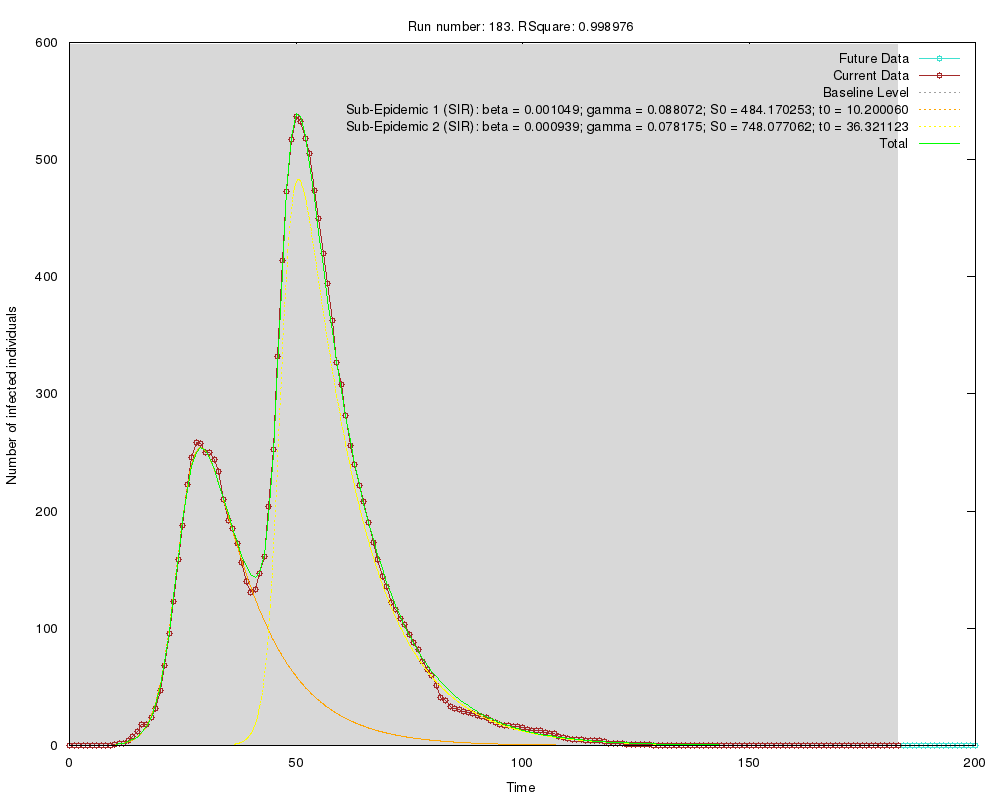 Run number: 183. RSquare: 0.998976
600
Future Data
Current Data
Baseline Level
Sub-Epidemic 1 (SIR): beta = 0.001049; gamma = 0.088072; S0 = 484.170253; t0 = 10.200060
Sub-Epidemic 2 (SIR): beta = 0.000939; gamma = 0.078175; S0 = 748.077062; t0 = 36.321123
Total
500
400
300
200
100
0
Number of infected individuals
0 50 100 150 200
Time